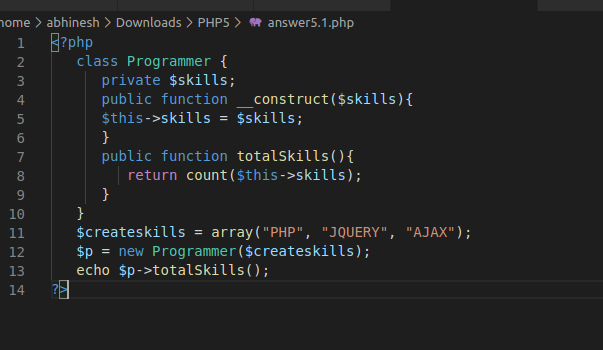 home > abhinesh > Downloads > PHP5 > answer5.1.php
1 <?php
2 class Programmer {
3 private $skills;
4 public function __construct($skills){
5 $this->skills = $skills;
6 }
7 public function totalSkills(){
8 return count($this->skills);
9 }
10 }
11 $createskills = array("PHP", "JQUERY", "AJAX");
12 $p = new Programmer($createskills);
13 echo $p->totalSkills();
14 ?>